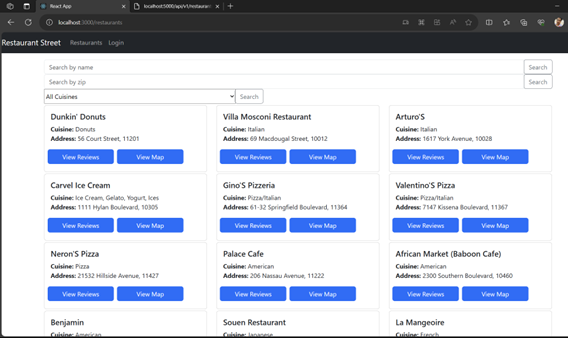 React App
localhost:5000/api/v1/restaurants
localhost:3000/restaurants
Restaurant Street Restaurants Login
Search by name Search
Search by zip Search
All Cuisines Search
Dunkin' Donuts
Cuisine: Donuts
Address: 56 Court Street, 11201
View Reviews View Map
Villa Mosconi Restaurant
Cuisine: Italian
Address: 69 Macdougal Street, 10012
View Reviews View Map
Arturo'S
Cuisine: Italian
Address: 1617 York Avenue, 10028
View Reviews View Map
Carvel Ice Cream
Cuisine: Ice Cream, Gelato, Yogurt, Ices
Address: 1111 Hylan Boulevard, 10305
View Reviews View Map
Gino'S Pizzeria
Cuisine: Pizza/Italian
Address: 61-32 Springfield Boulevard, 11364
View Reviews View Map
Valentino'S Pizza
Cuisine: Pizza/Italian
Address: 7147 Kissena Boulevard, 11367
View Reviews View Map
Neron'S Pizza
Cuisine: Pizza
Address: 21532 Hillside Avenue, 11427
View Reviews View Map
Palace Cafe
Cuisine: American
Address: 206 Nassau Avenue, 11222
View Reviews View Map
African Market (Baboon Cafe)
Cuisine: American
Address: 2300 Southern Boulevard, 10460
View Reviews View Map
Benjamin
Cuisine: American
Souen Restaurant
Cuisine: Japanese
La Mangeoire
Cuisine: French